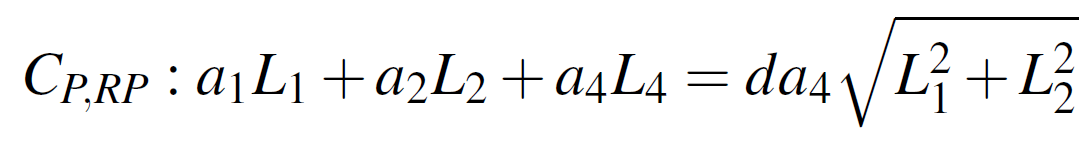 $C_{P,RP} : a_1L_1 + a_2L_2 + a_4L_4 = da_4\sqrt{L_1^2 + L_2^2}$